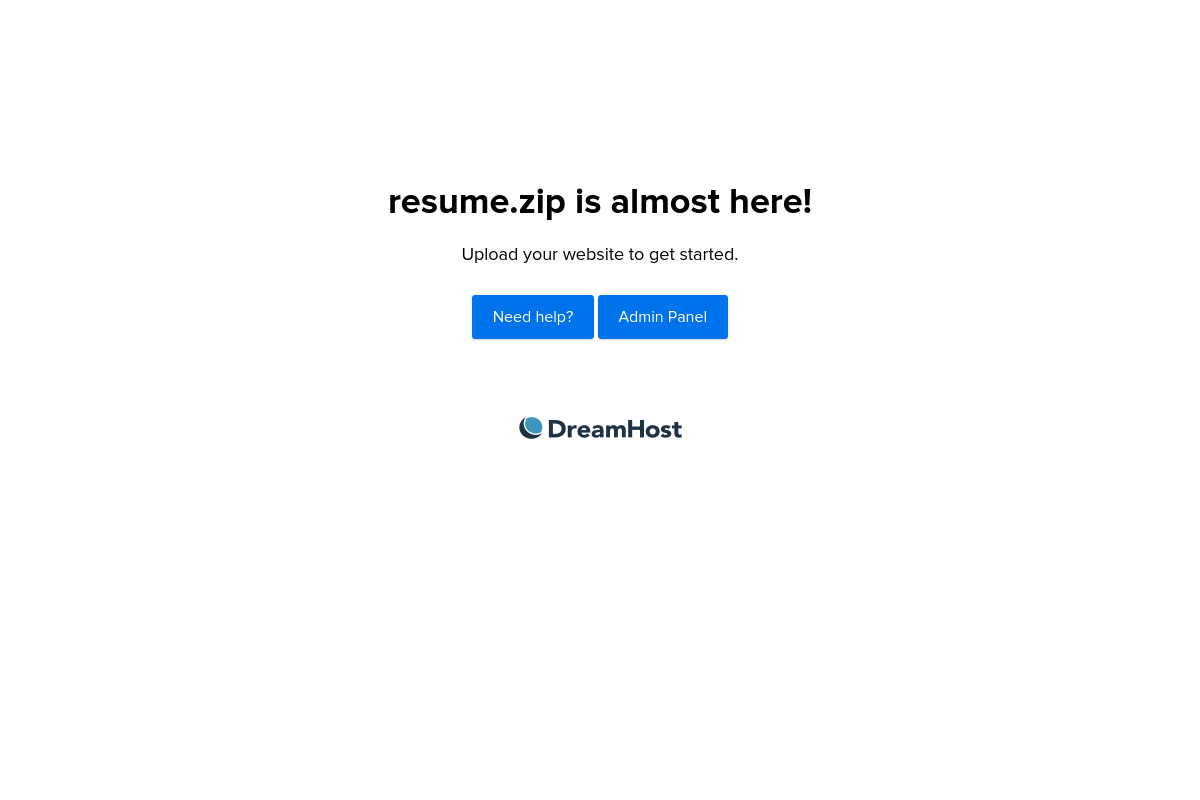 resume.zip is almost here!
Upload your website to get started.
Need help? Admin Panel
DreamHost